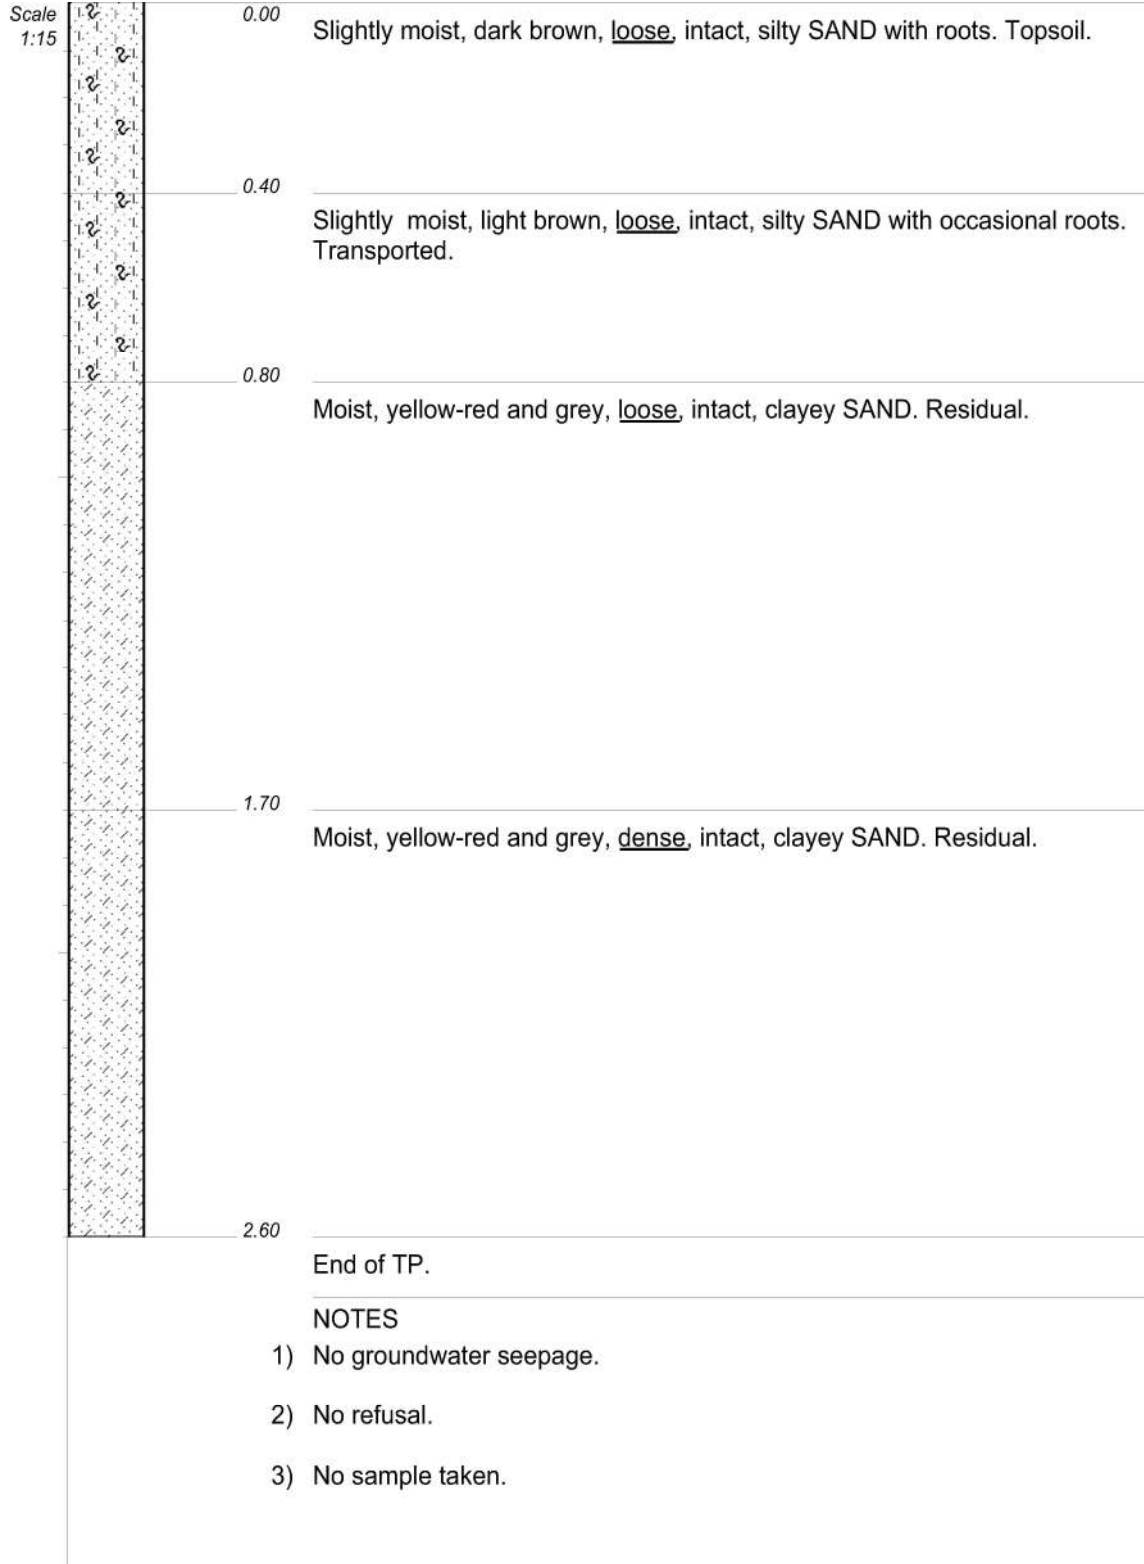 Scale
1:15
0.00
Slightly moist, dark brown, loose, intact, silty SAND with roots. Topsoil.
0.40
Slightly moist, light brown, loose, intact, silty SAND with occasional roots.
Transported.
0.80
Moist, yellow-red and grey, loose, intact, clayey SAND. Residual.
1.70
Moist, yellow-red and grey, dense, intact, clayey SAND. Residual.
2.60
End of TP.
NOTES
1) No groundwater seepage.
2) No refusal.
3) No sample taken.